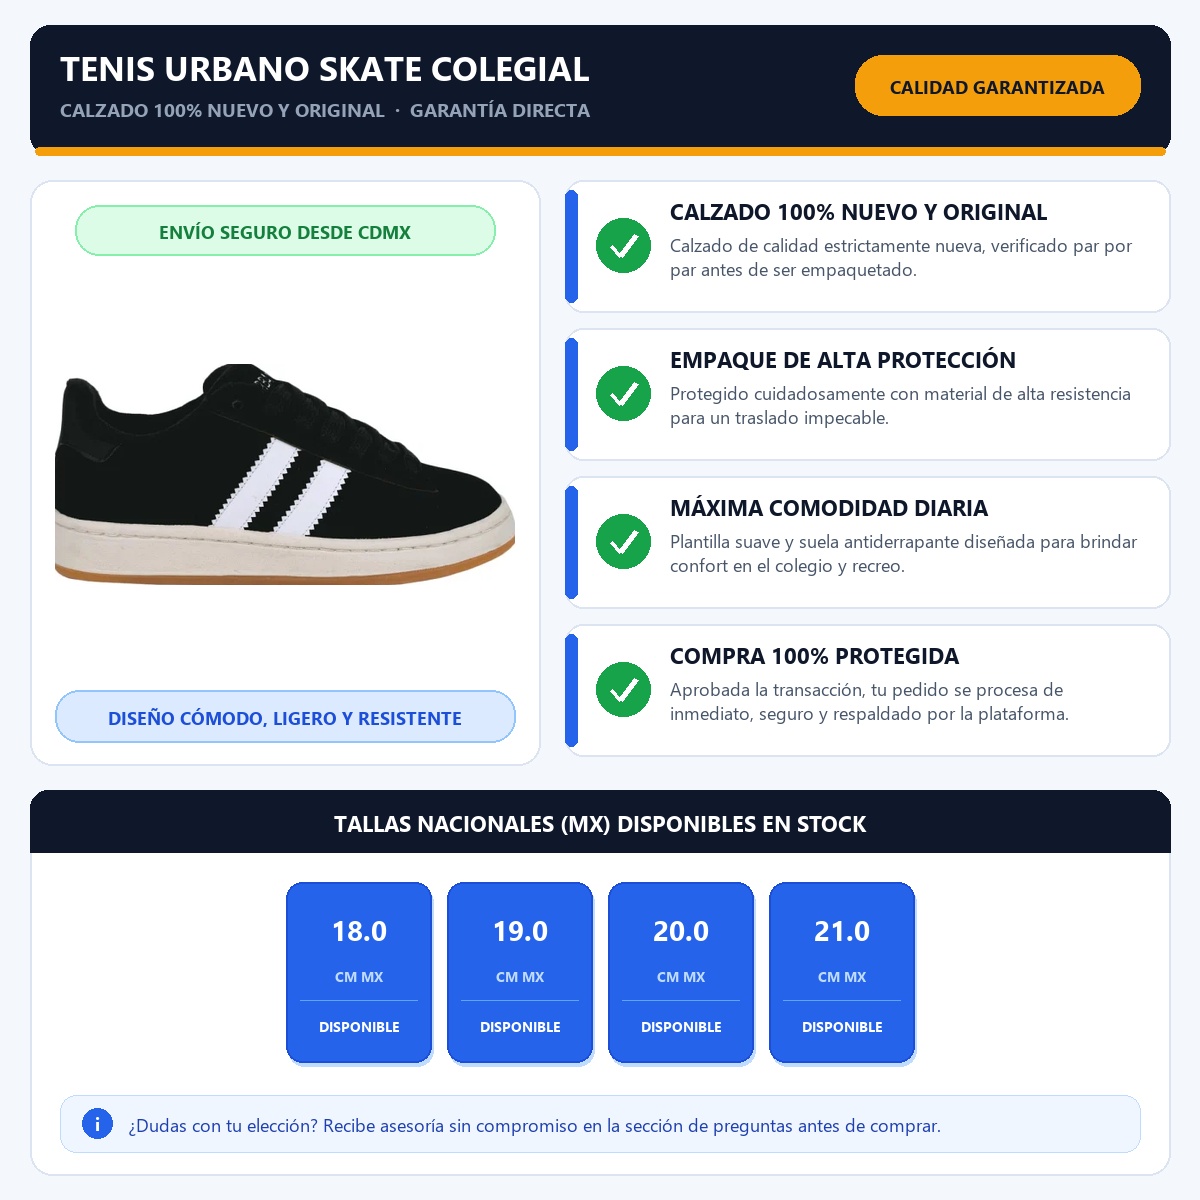 TENIS URBANO SKATE COLEGIAL
CALZADO 100% NUEVO Y ORIGINAL · GARANTÍA DIRECTA
CALIDAD GARANTIZADA
ENVÍO SEGURO DESDE CDMX
DISEÑO CÓMODO, LIGERO Y RESISTENTE
CALZADO 100% NUEVO Y ORIGINAL
Calzado de calidad estrictamente nueva, verificado par por
par antes de ser empaquetado.
EMPAQUE DE ALTA PROTECCIÓN
Protegido cuidadosamente con material de alta resistencia
para un traslado impecable.
MÁXIMA COMODIDAD DIARIA
Plantilla suave y suela antiderrapante diseñada para brindar
confort en el colegio y recreo.
COMPRA 100% PROTEGIDA
Aprobada la transacción, tu pedido se procesa de
inmediato, seguro y respaldado por la plataforma.
TALLAS NACIONALES (MX) DISPONIBLES EN STOCK
18.0
CM MX
DISPONIBLE
19.0
CM MX
DISPONIBLE
20.0
CM MX
DISPONIBLE
21.0
CM MX
DISPONIBLE
¿Dudas con tu elección? Recibe asesoría sin compromiso en la sección de preguntas antes de comprar.